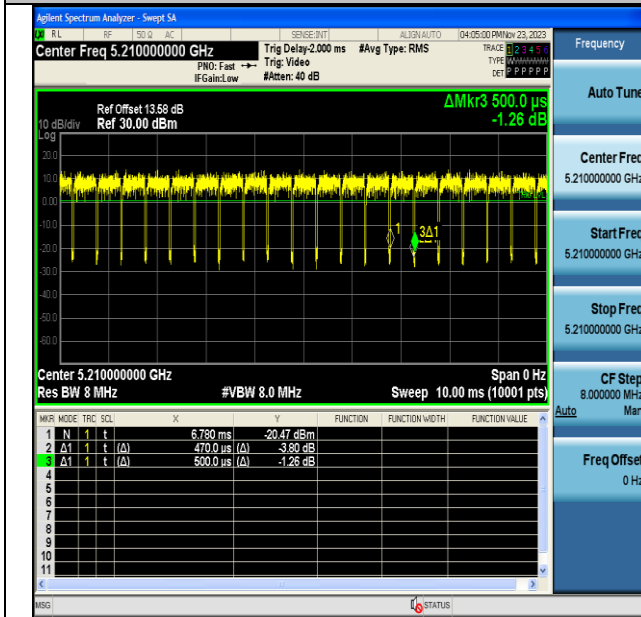 Agilent Spectrum Analyzer - Swept SA
RL RF 50 Ω AC SENSE:INT ALIGN AUTO 04:05:00 PM Nov 23, 2023
Center Freq 5.210000000 GHz
PNO: Fast
IFGain:Low
Trig Delay-2.000 ms
Trig: Video
#Atten: 40 dB
#Avg Type: RMS
TRACE 1 2 3 4 5 6
TYPE WWWWWW
DET P P P P P P
Ref Offset 13.58 dB
10 dB/div Ref 30.00 dBm
Log
ΔMkr3 500.0 µs
-1.26 dB
20.0
10.0
0.00
-10.0
-20.0
-30.0
-40.0
-50.0
-60.0
1
3Δ1
Center 5.210000000 GHz Span 0 Hz
Res BW 8 MHz #VBW 8.0 MHz Sweep 10.00 ms (10001 pts)
MKR MODE TRC SCL X Y FUNCTION FUNCTION WIDTH FUNCTION VALUE
1 N 1 t 6.780 ms -20.47 dBm
2 Δ1 1 t (Δ) 470.0 µs (Δ) -3.80 dB
3 Δ1 1 t (Δ) 500.0 µs (Δ) -1.26 dB
4
5
6
7
8
9
10
11
MSG STATUS
Frequency
Auto Tune
Center Freq
5.210000000 GHz
Start Freq
5.210000000 GHz
Stop Freq
5.210000000 GHz
CF Step
8.000000 MHz
Auto Man
Freq Offset
0 Hz